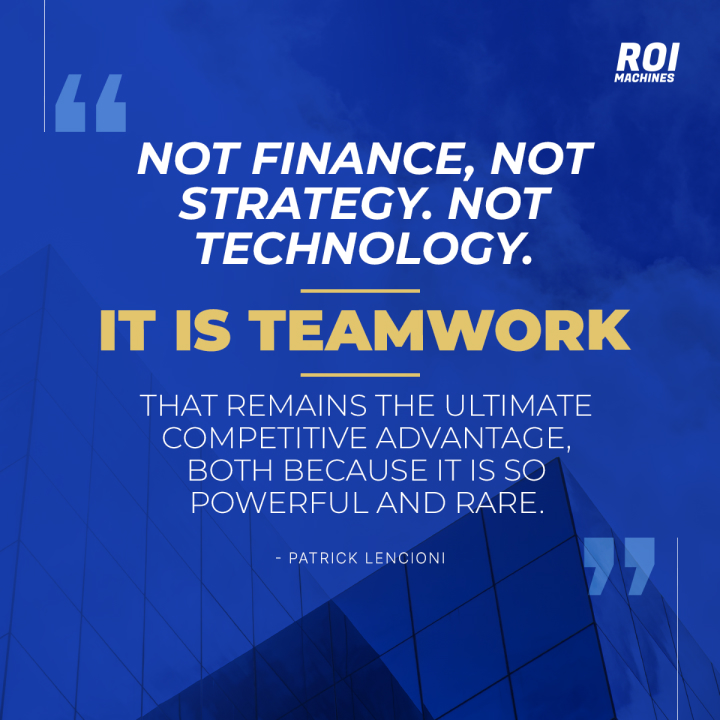 ROI
MACHINES
“
NOT FINANCE, NOT
STRATEGY. NOT
TECHNOLOGY.
IT IS TEAMWORK
THAT REMAINS THE ULTIMATE
COMPETITIVE ADVANTAGE,
BOTH BECAUSE IT IS SO
POWERFUL AND RARE.
- PATRICK LENCIONI
”